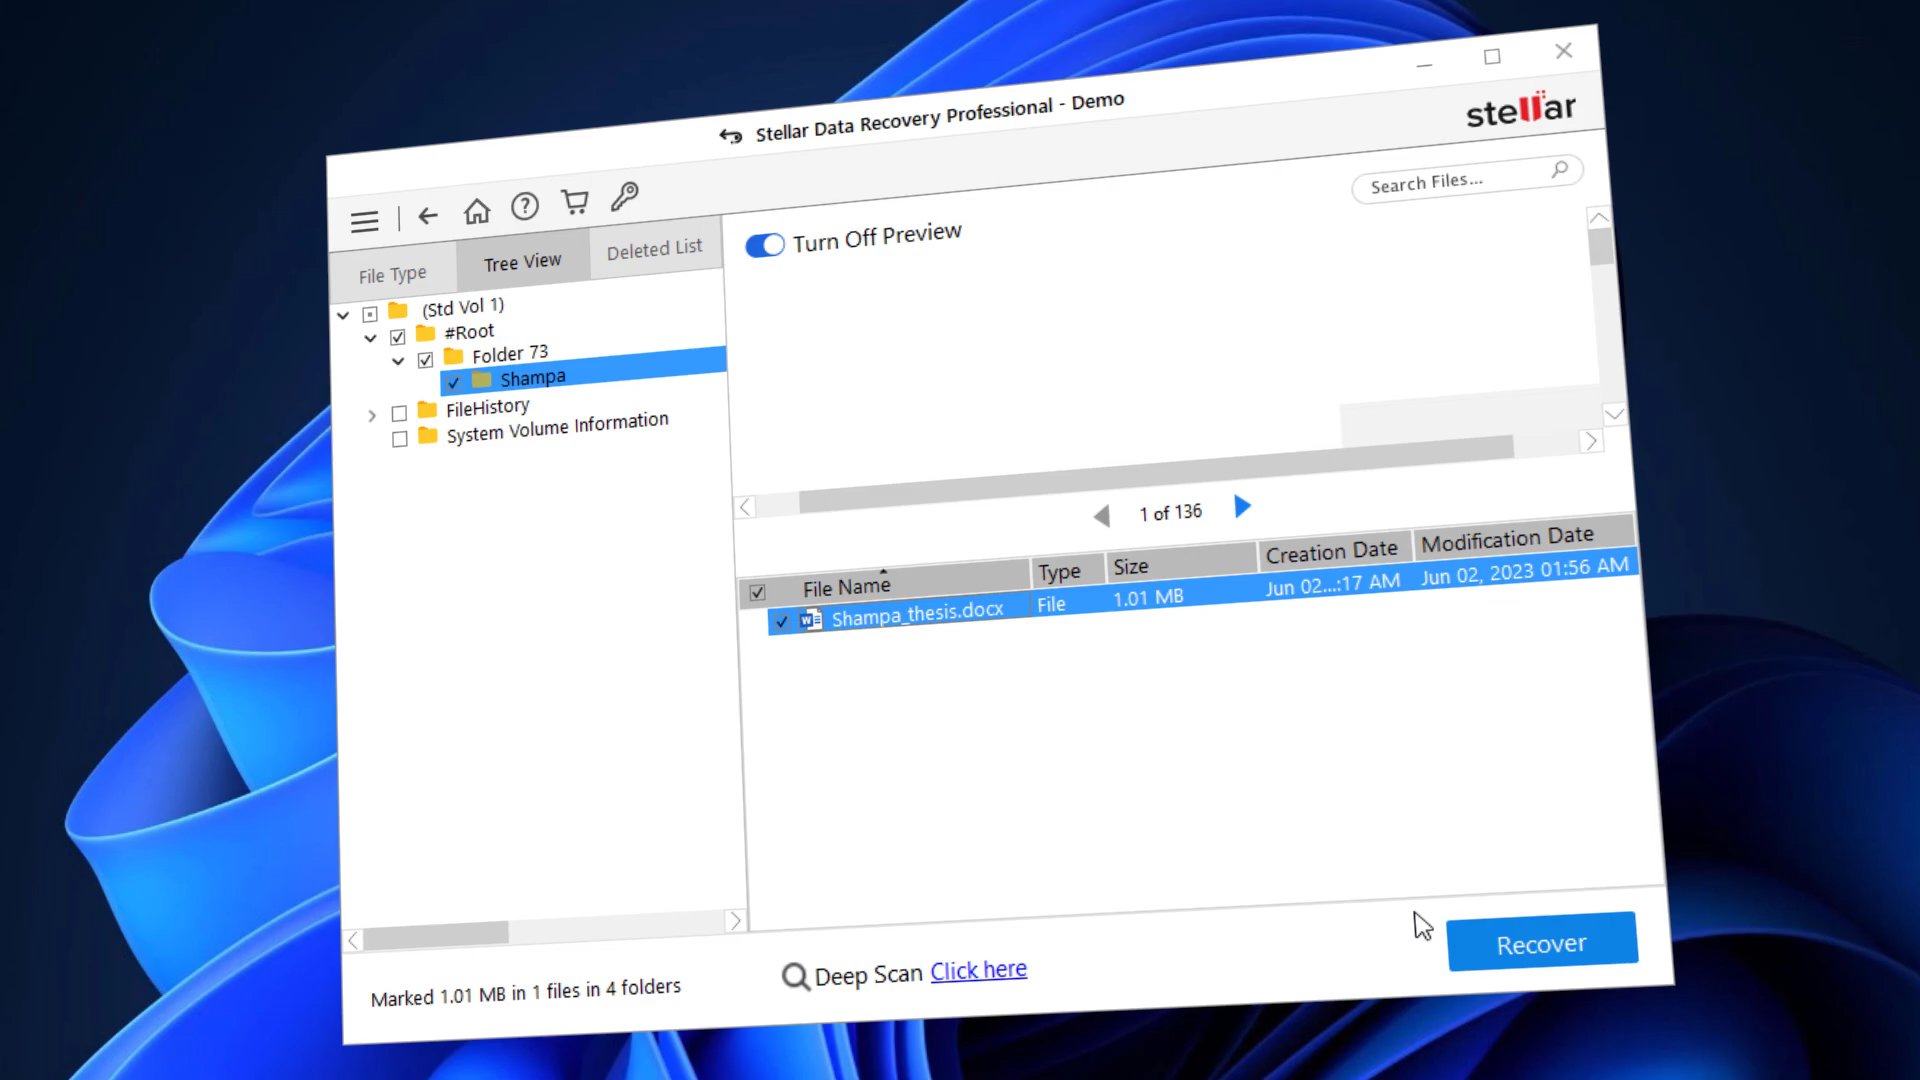 Stellar Data Recovery Professional - Demo
stellar
Search Files...
File Type
Tree View
Deleted List
Turn Off Preview
(Std Vol 1)
#Root
Folder 73
Shampa
FileHistory
System Volume Information
1 of 136
File Name
Type
Size
Creation Date
Modification Date
Shampa_thesis.docx
File
1.01 MB
Jun 02...:17 AM
Jun 02, 2023 01:56 AM
Marked 1.01 MB in 1 files in 4 folders
Deep Scan Click here
Recover